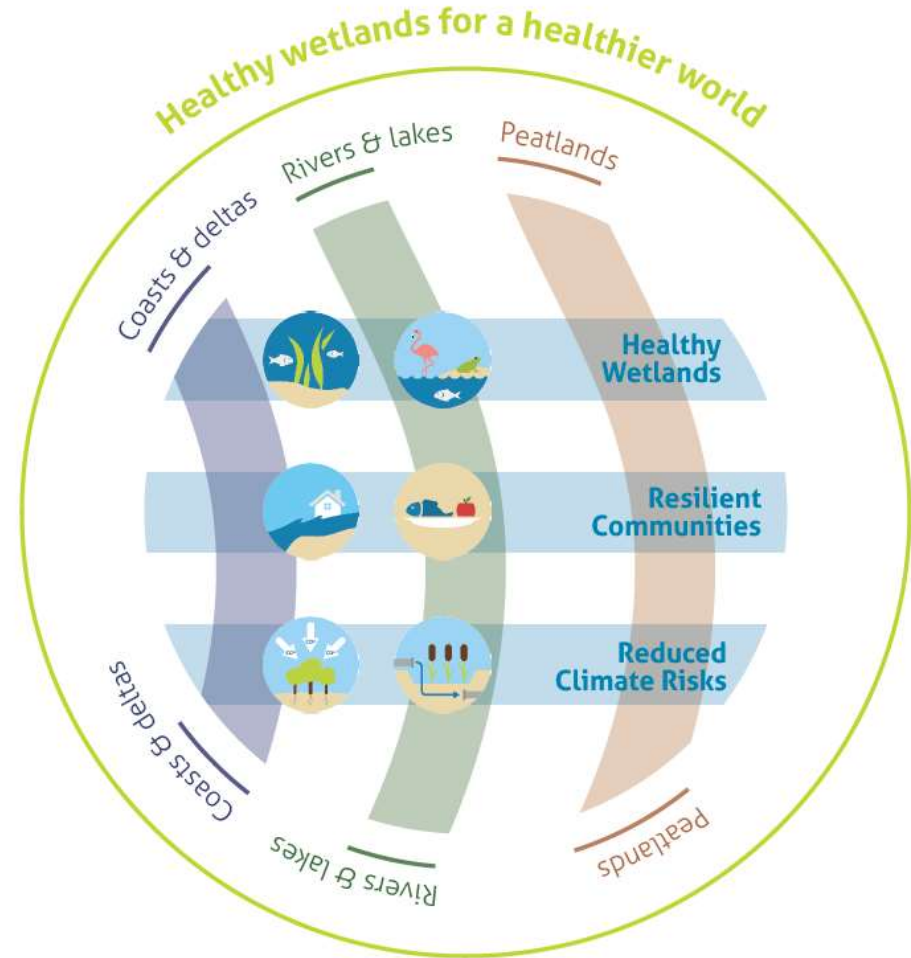 Healthy wetlands for a healthier world
Rivers & lakes
Peatlands
Coasts & deltas
Healthy
Wetlands
Resilient
Communities
Reduced
Climate Risks
Coasts & deltas
Rivers & lakes
Peatlands